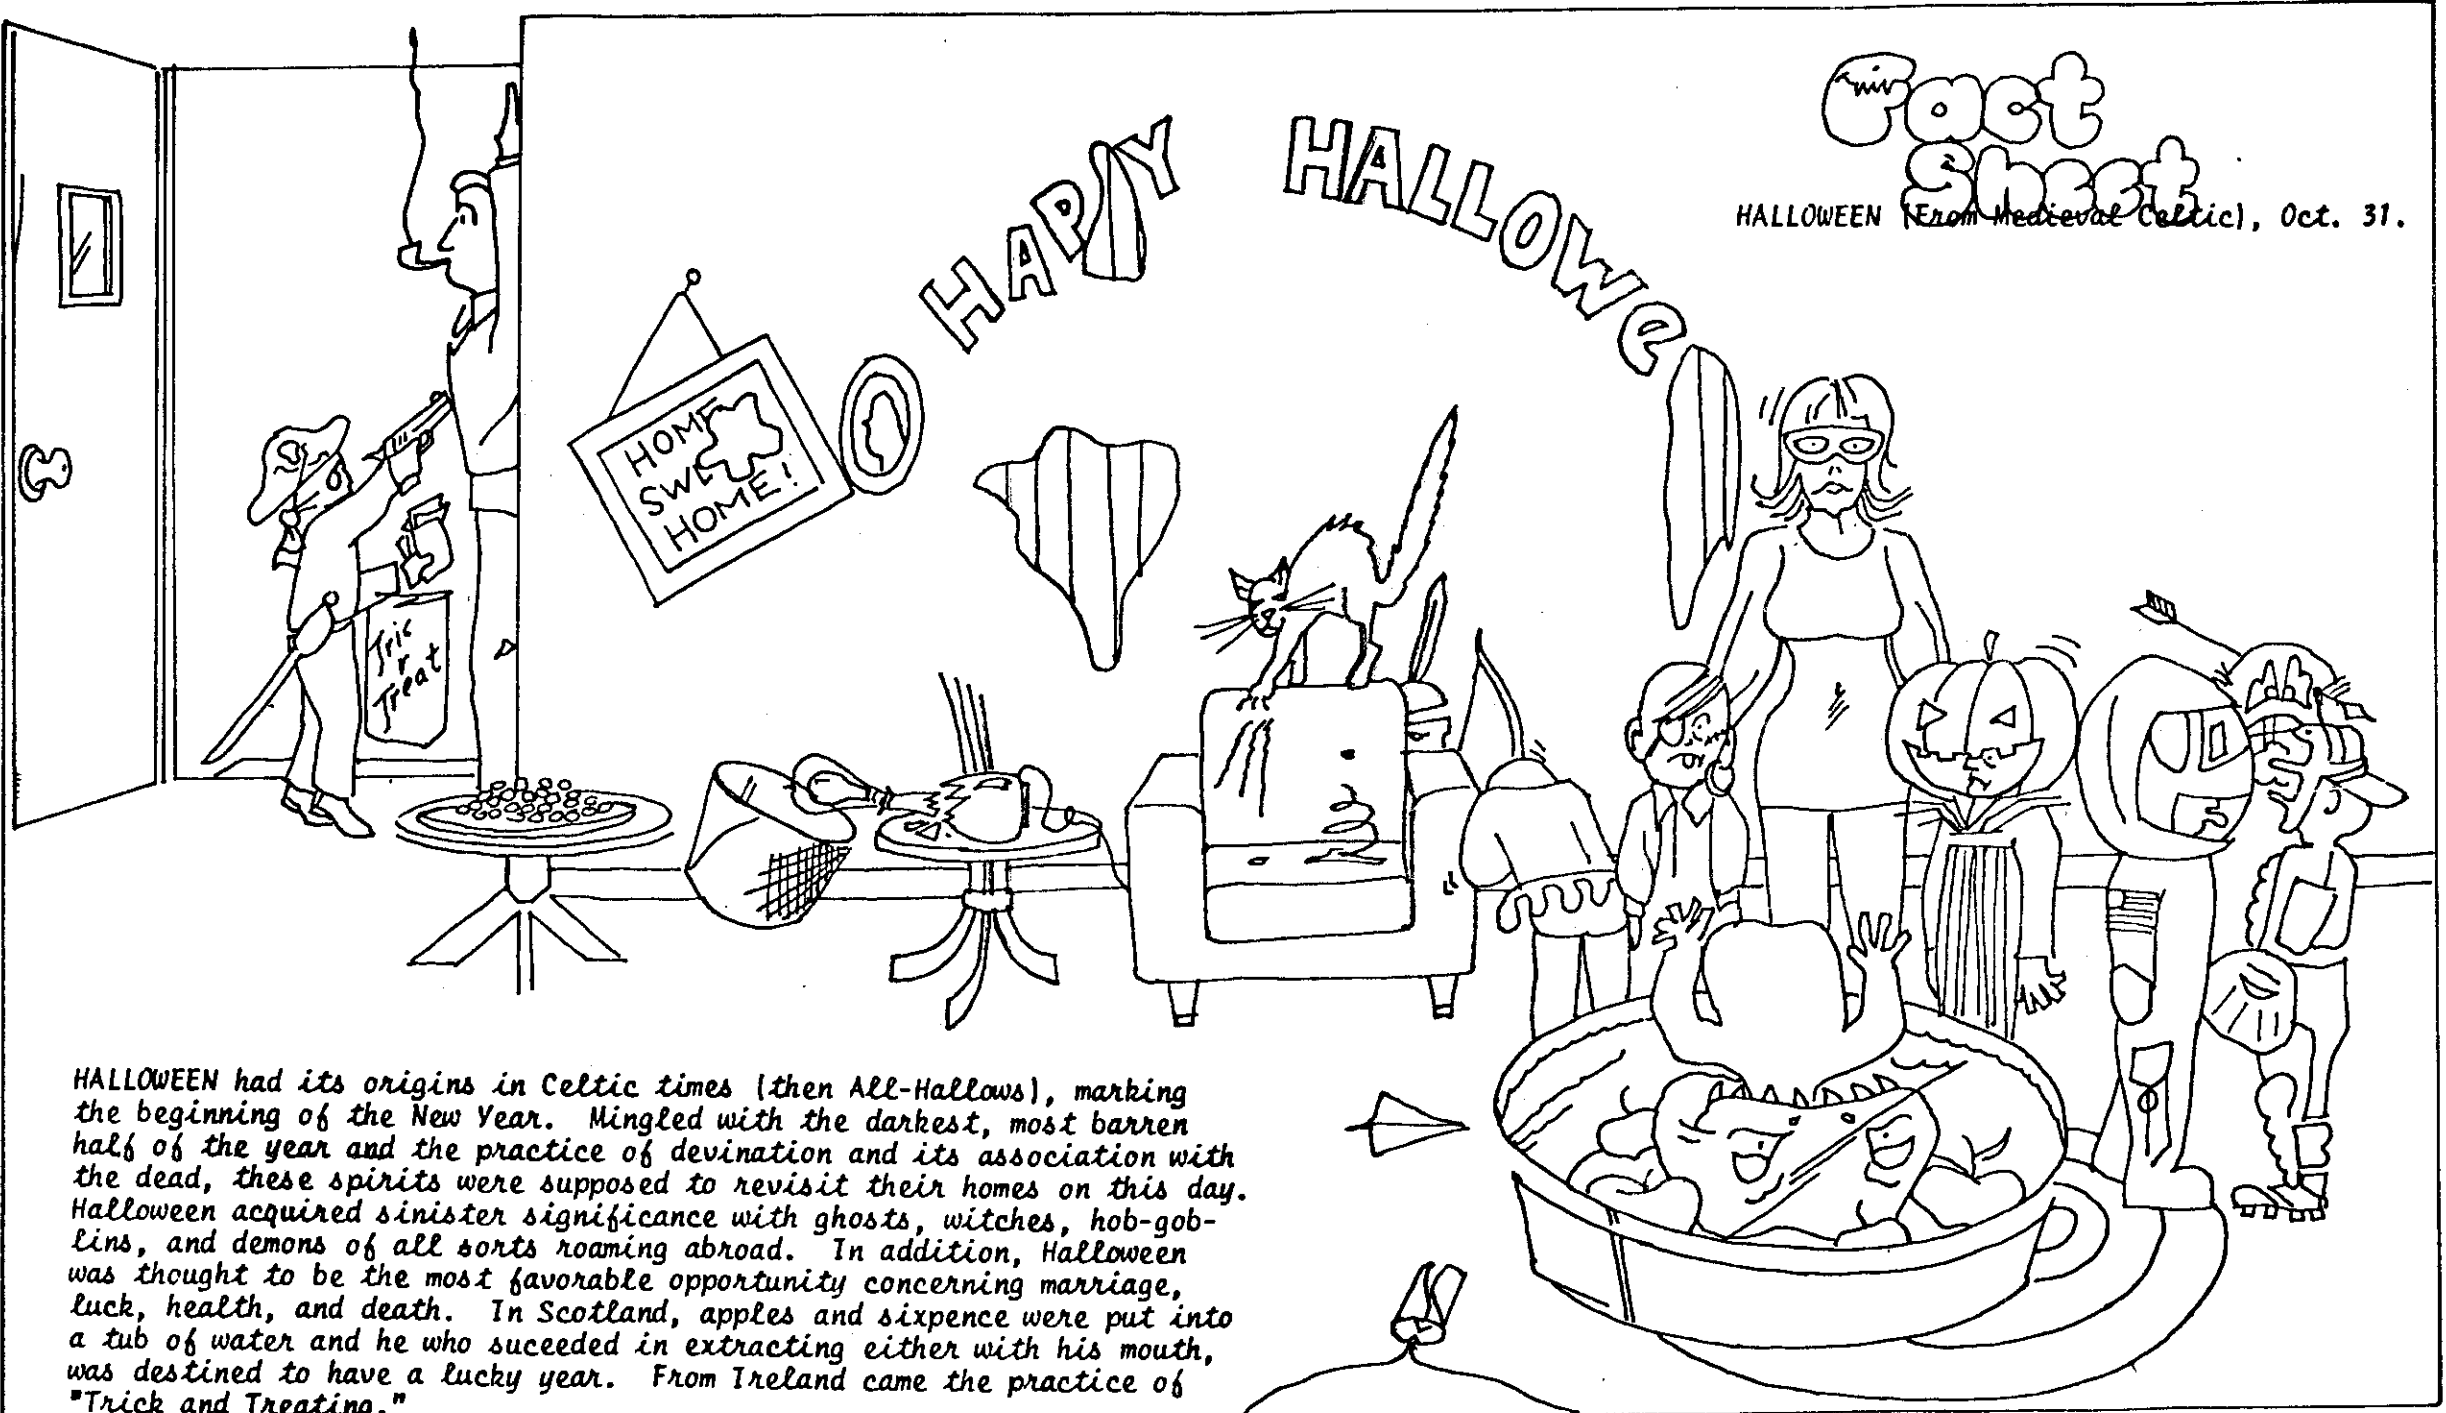 Fact
Sheet
HALLOWEEN (From Medieval Celtic), Oct. 31.
HAPPY HALLOWE
HOME
SWE
HOME!
Tric
r
Treat
HALLOWEEN had its origins in Celtic times (then All-Hallows), marking
the beginning of the New Year. Mingled with the darkest, most barren
half of the year and the practice of devination and its association with
the dead, these spirits were supposed to revisit their homes on this day.
Halloween acquired sinister significance with ghosts, witches, hob-gob-
lins, and demons of all sorts roaming abroad. In addition, Halloween
was thought to be the most favorable opportunity concerning marriage,
luck, health, and death. In Scotland, apples and sixpence were put into
a tub of water and he who suceeded in extracting either with his mouth,
was destined to have a lucky year. From Ireland came the practice of
"Trick and Treating."